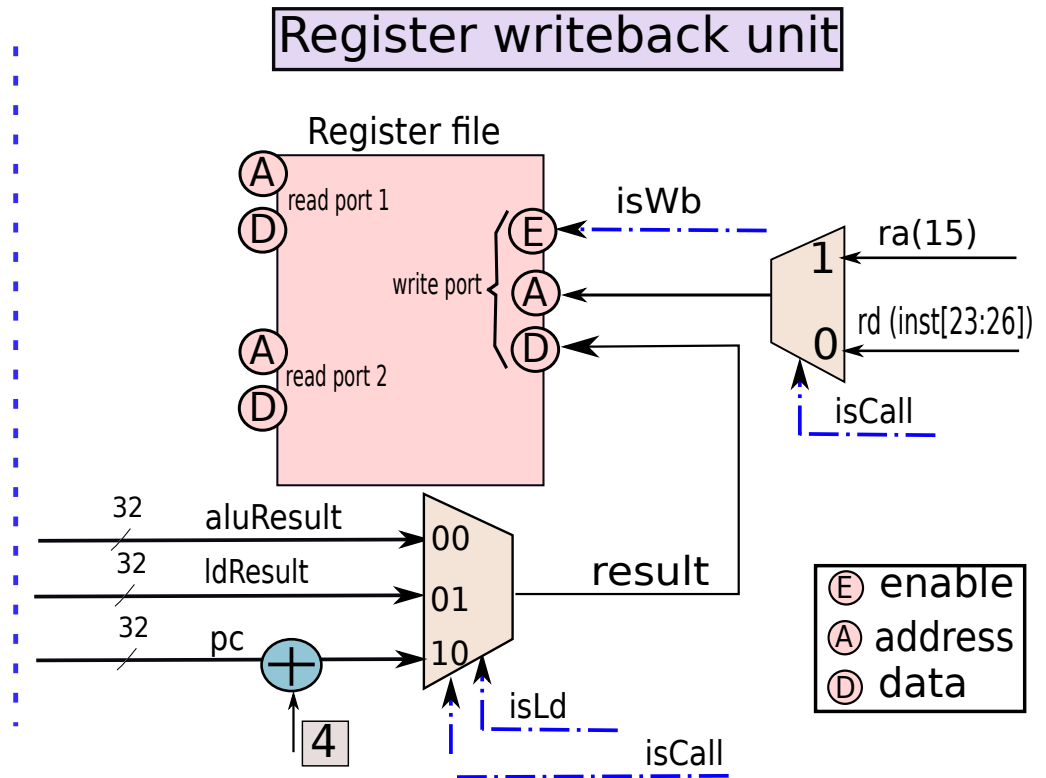 Register writeback unit
Register file
A
read port 1
D
isWb
E
write port
A
D
1
ra(15)
0
rd (inst[23:26])
isCall
A
read port 2
D
32
aluResult
00
32
ldResult
01
result
32
pc
10
4
isLd
isCall
E enable
A address
D data